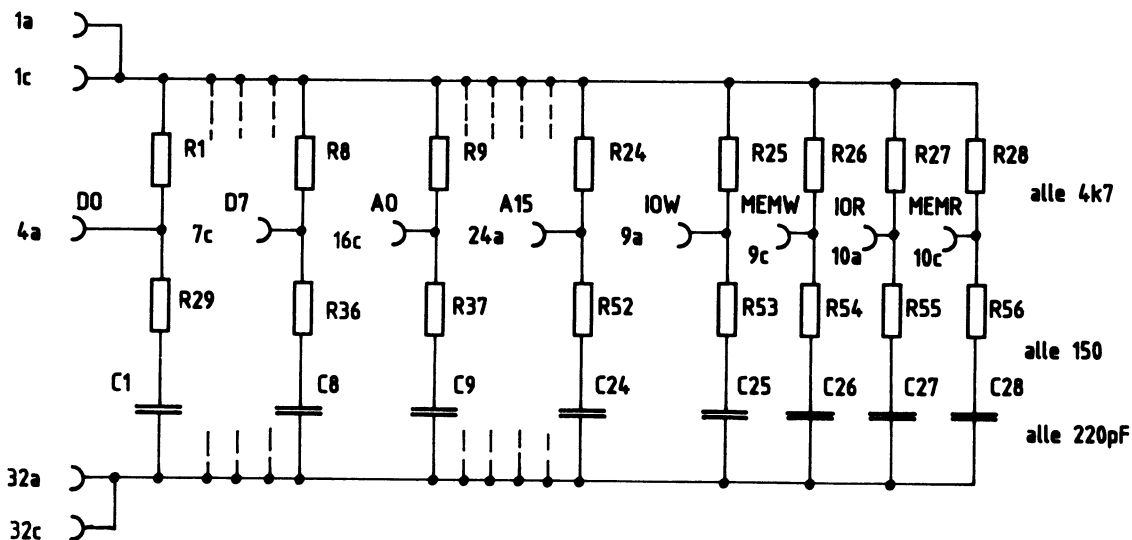 1a
1c
R1
R8
R9
R24
R25
R26
R27
R28
alle 4k7
D0
D7
A0
A15
IOW
MEMW
IOR
MEMR
4a
7c
16c
24a
9a
9c
10a
10c
R29
R36
R37
R52
R53
R54
R55
R56
alle 150
C1
C8
C9
C24
C25
C26
C27
C28
alle 220pF
32a
32c